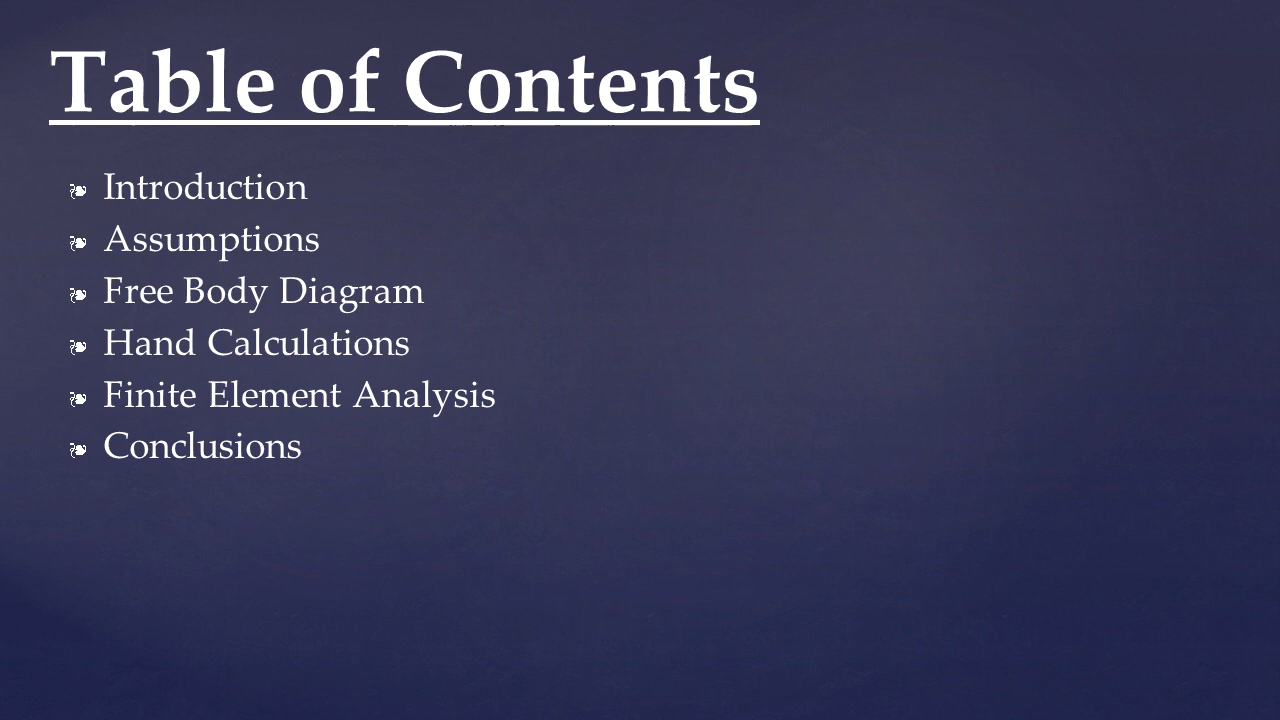 Table of Contents
Introduction
Assumptions
Free Body Diagram
Hand Calculations
Finite Element Analysis
Conclusions